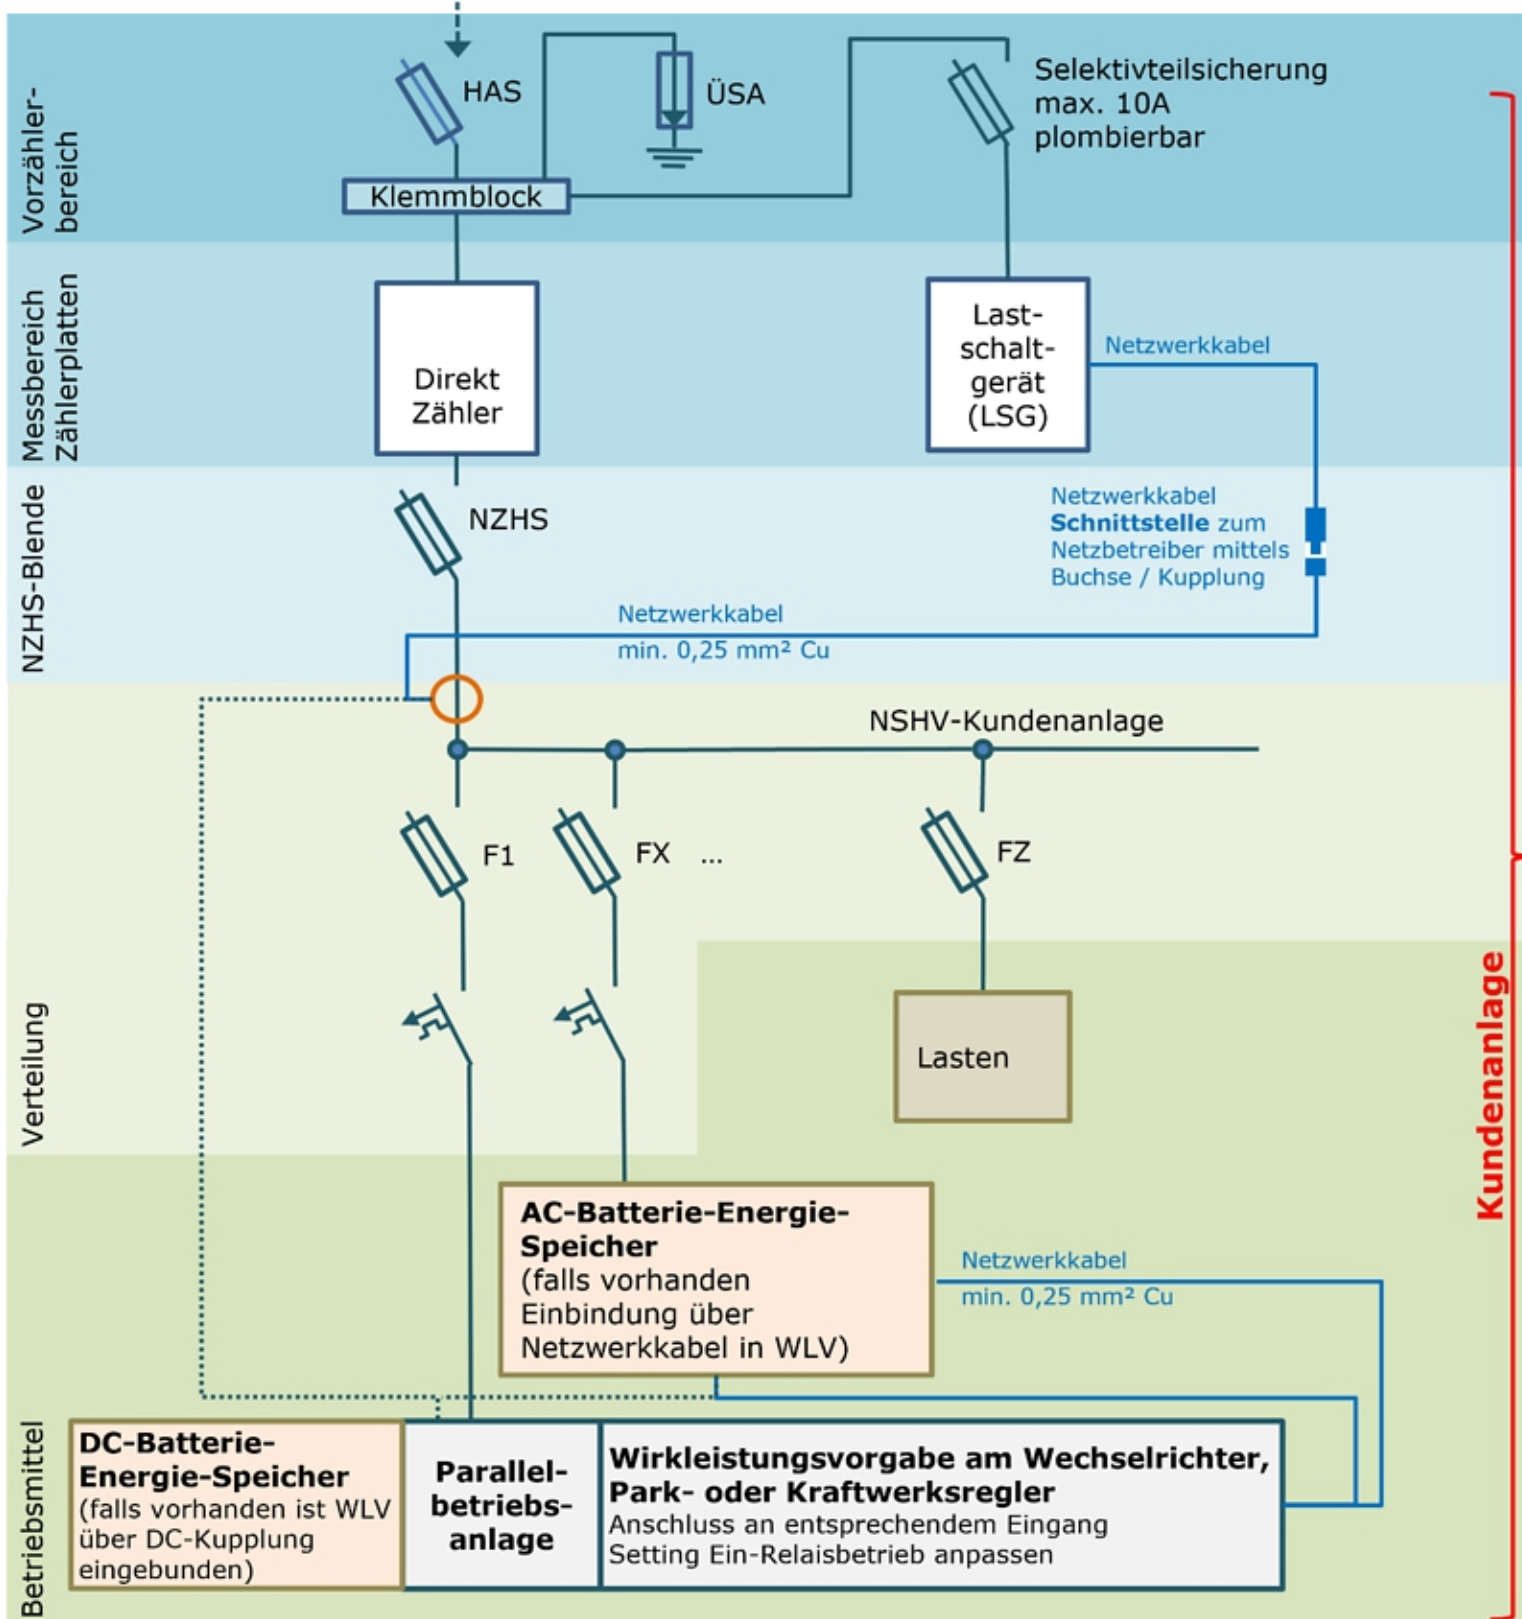 Vorzähler-
bereich
HAS
ÜSA
Selektivteilsicherung
max. 10A
plombierbar
Klemmblock
Messbereich
Zählerplatten
Direkt
Zähler
Last-
schalt-
gerät
(LSG)
Netzwerkkabel
NZHS-Blende
NZHS
Netzwerkkabel
Schnittstelle zum
Netzbetreiber mittels
Buchse / Kupplung
Netzwerkkabel
min. 0,25 mm² Cu
NSHV-Kundenanlage
F1
FX ...
FZ
Verteilung
Lasten
Kundenanlage
AC-Batterie-Energie-
Speicher
(falls vorhanden
Einbindung über
Netzwerkkabel in WLV)
Netzwerkkabel
min. 0,25 mm² Cu
Betriebsmittel
DC-Batterie-
Energie-Speicher
(falls vorhanden ist WLV
über DC-Kupplung
eingebunden)
Parallel-
betriebs-
anlage
Wirkleistungsvorgabe am Wechselrichter,
Park- oder Kraftwerksregler
Anschluss an entsprechendem Eingang
Setting Ein-Relaisbetrieb anpassen